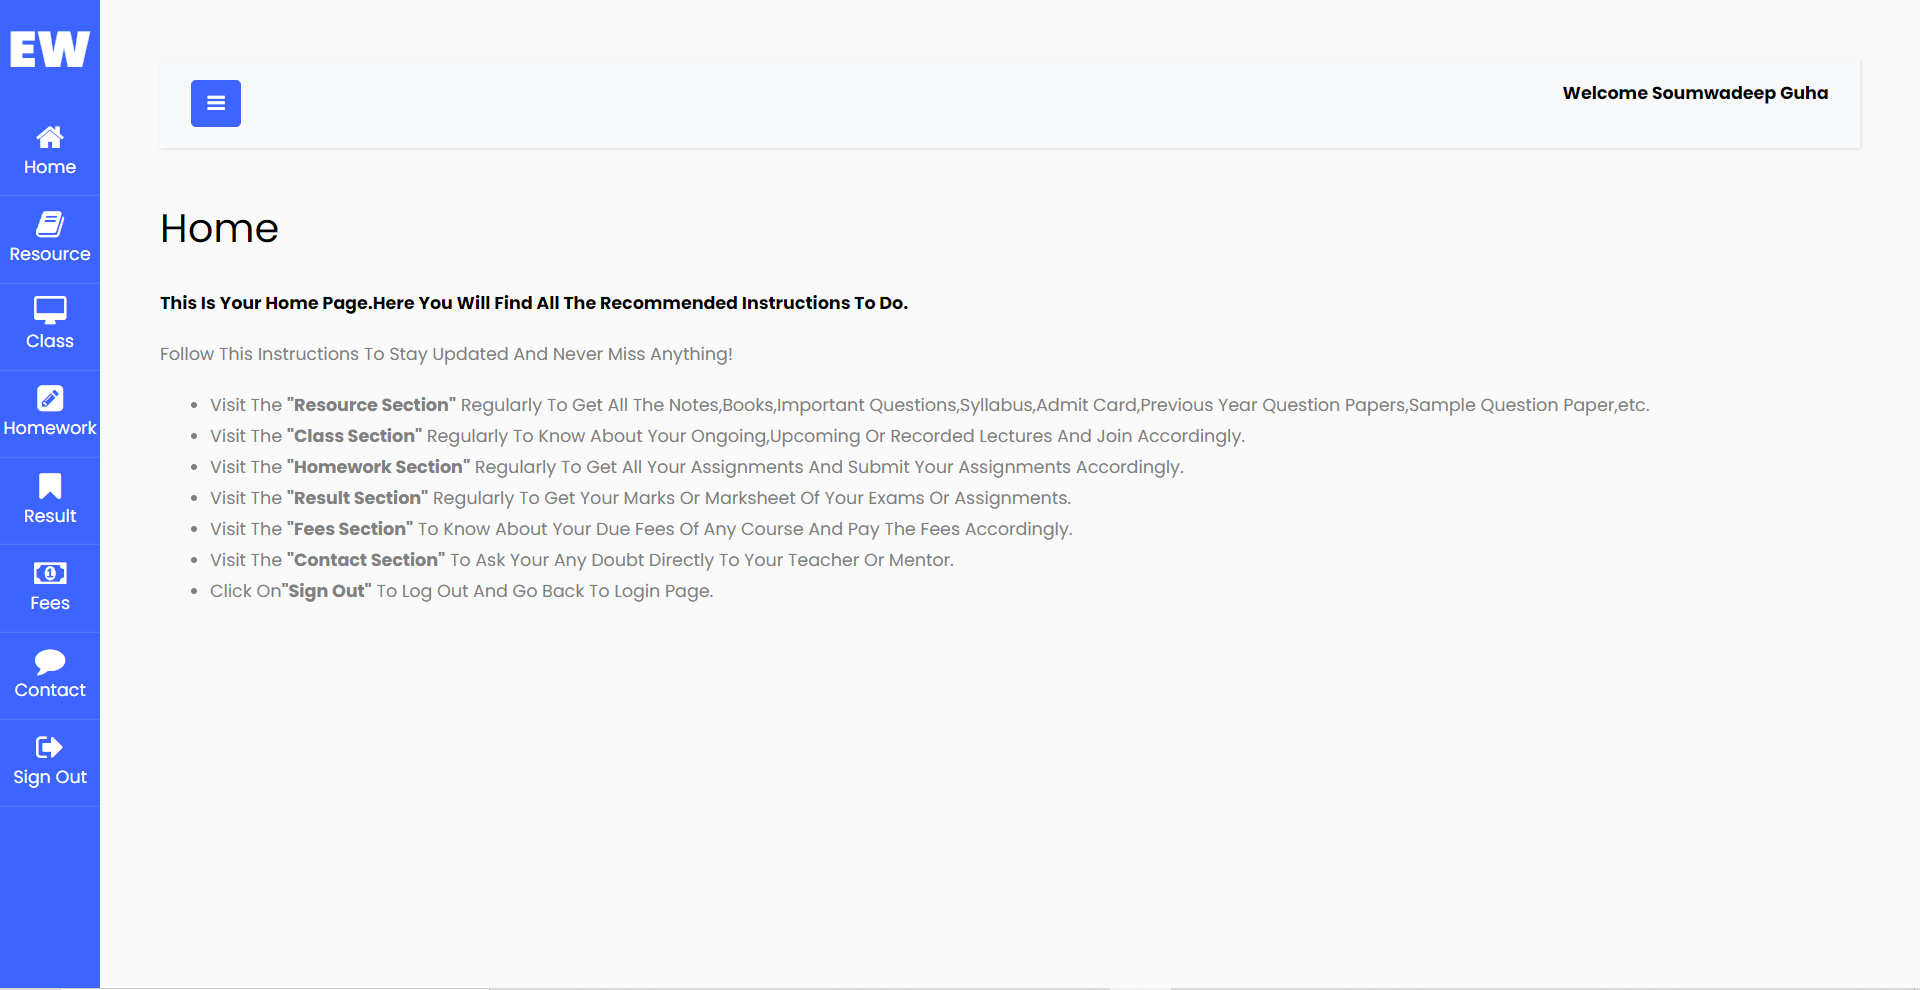 EW
Home
Resource
Class
Homework
Result
Fees
Contact
Sign Out
Welcome Soumwadeep Guha
Home
This Is Your Home Page.Here You Will Find All The Recommended Instructions To Do.
Follow This Instructions To Stay Updated And Never Miss Anything!
Visit The "Resource Section" Regularly To Get All The Notes,Books,Important Questions,Syllabus,Admit Card,Previous Year Question Papers,Sample Question Paper,etc.
Visit The "Class Section" Regularly To Know About Your Ongoing,Upcoming Or Recorded Lectures And Join Accordingly.
Visit The "Homework Section" Regularly To Get All Your Assignments And Submit Your Assignments Accordingly.
Visit The "Result Section" Regularly To Get Your Marks Or Marksheet Of Your Exams Or Assignments.
Visit The "Fees Section" To Know About Your Due Fees Of Any Course And Pay The Fees Accordingly.
Visit The "Contact Section" To Ask Your Any Doubt Directly To Your Teacher Or Mentor.
Click On"Sign Out" To Log Out And Go Back To Login Page.